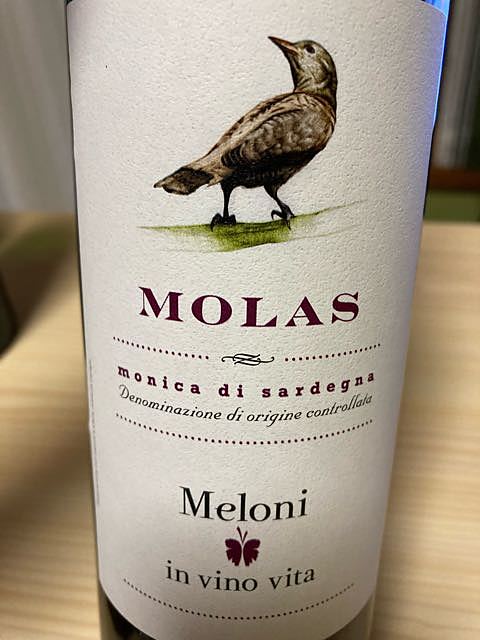 MOLAS
monica di sardegna
Denominazione di origine controllata
Meloni
in vino vita